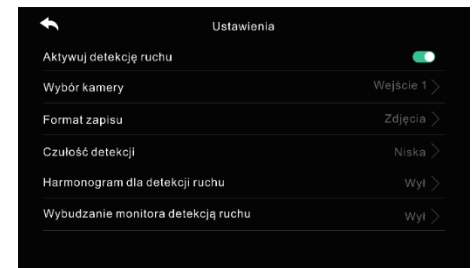 Ustawienia
Aktywuj detekcję ruchu
Wybór kamery Wejście 1
Format zapisu Zdjęcia
Czułość detekcji Niska
Harmonogram dla detekcji ruchu Wył
Wybudzanie monitora detekcją ruchu Wył